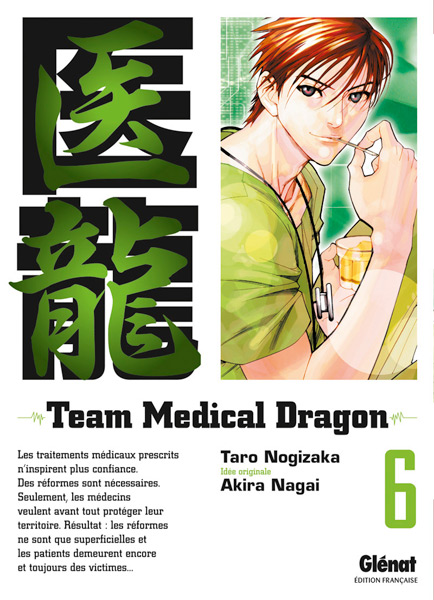 医
龍
Team Medical Dragon
Les traitements médicaux prescrits
n'inspirent plus confiance.
Des réformes sont nécessaires.
Seulement, les médecins
veulent avant tout protéger leur
territoire. Résultat : les réformes
ne sont que superficielles et
les patients demeurent encore
et toujours des victimes...
Taro Nogizaka
Idée originale
Akira Nagai
6
Glénat
ÉDITION FRANÇAISE